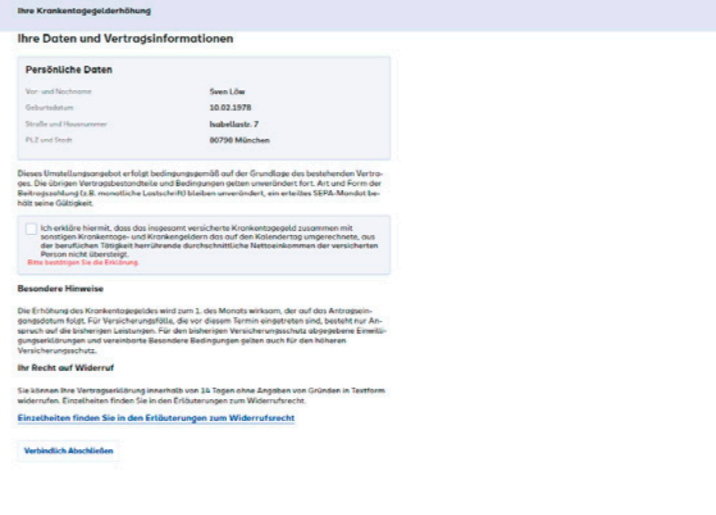 Ihre Krankentagegelderhöhung
Ihre Daten und Vertragsinformationen
Persönliche Daten
Vor- und Nachname Sven Löw
Geburtsdatum 10.02.1978
Straße und Hausnummer Isabellastr. 7
PLZ und Stadt 80798 München
Dieses Umstellungsangebot erfolgt bedingungsgemäß auf der Grundlage des bestehenden Vertra-
ges. Die übrigen Vertragsbestandteile und Bedingungen gelten unverändert fort. Art und Form der
Beitragszahlung (z.B. monatliche Lastschrift) bleiben unverändert, ein erteiltes SEPA-Mandat be-
hält seine Gültigkeit.
Ich erkläre hiermit, dass das insgesamt versicherte Krankentagegeld zusammen mit
sonstigen Krankentage- und Krankengeldern das auf den Kalendertag umgerechnete, aus
der beruflichen Tätigkeit herrührende durchschnittliche Nettoeinkommen der versicherten
Person nicht übersteigt.
Bitte bestätigen Sie die Erklärung.
Besondere Hinweise
Die Erhöhung des Krankentagegeldes wird zum 1. des Monats wirksam, der auf das Antragsein-
gangsdatum folgt. Für Versicherungsfälle, die vor diesem Termin eingetreten sind, besteht nur An-
spruch auf die bisherigen Leistungen. Für den bisherigen Versicherungsschutz abgegebene Einwilli-
gungserklärungen und vereinbarte Besondere Bedingungen gelten auch für den höheren
Versicherungsschutz.
Ihr Recht auf Widerruf
Sie können Ihre Vertragserklärung innerhalb von 14 Tagen ohne Angaben von Gründen in Textform
widerrufen. Einzelheiten finden Sie in den Erläuterungen zum Widerrufsrecht.
Einzelheiten finden Sie in den Erläuterungen zum Widerrufsrecht
Verbindlich Abschließen